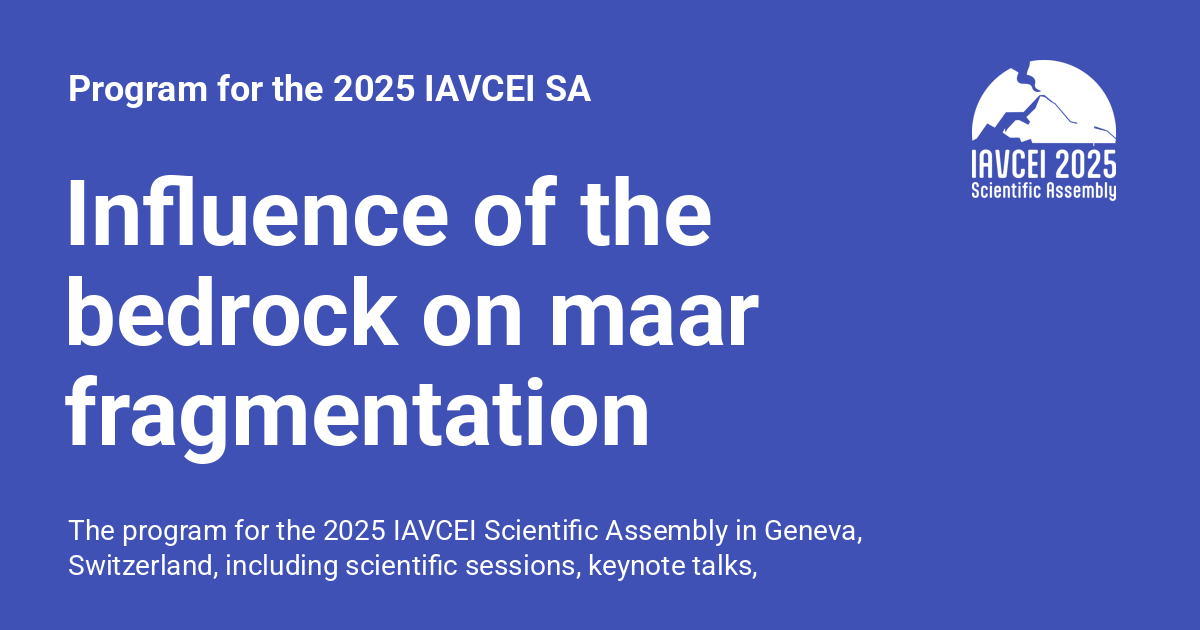 Program for the 2025 IAVCEI SA
IAVCEI 2025
Scientific Assembly
Influence of the
bedrock on maar
fragmentation
The program for the 2025 IAVCEI Scientific Assembly in Geneva,
Switzerland, including scientific sessions, keynote talks,